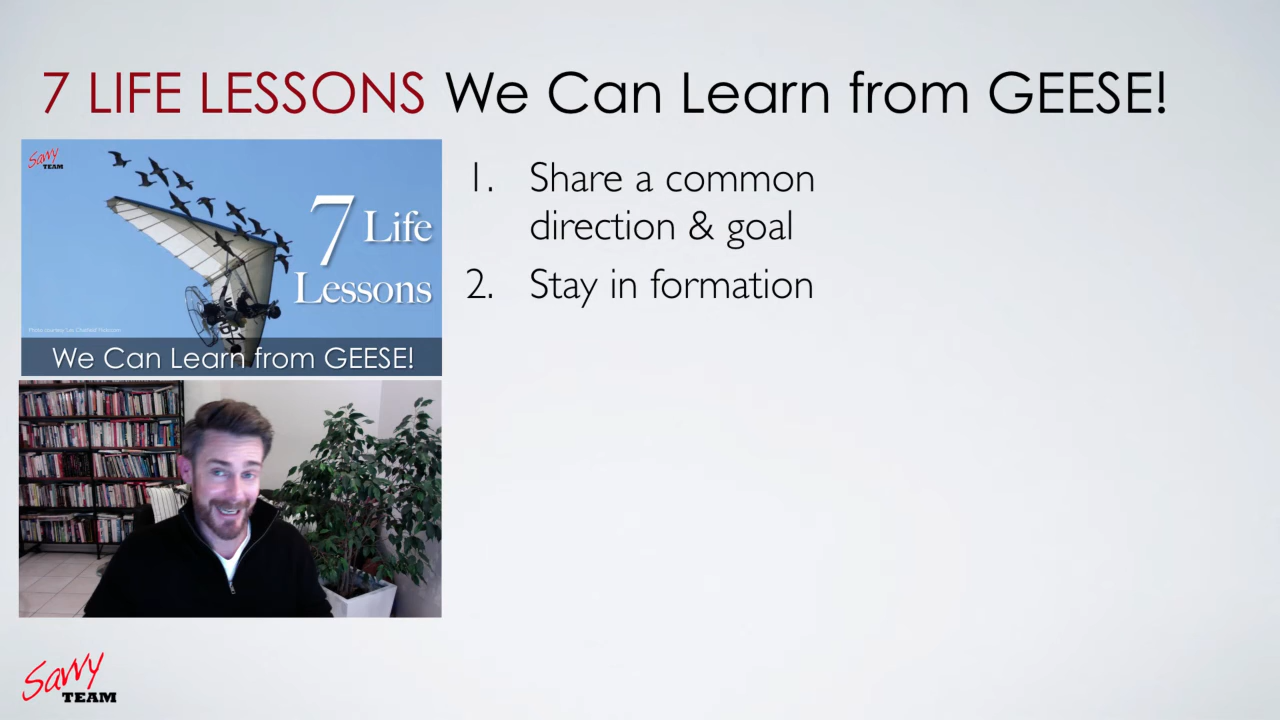 7 LIFE LESSONS We Can Learn from GEESE!
Savvy
TEAM
7 Life
Lessons
We Can Learn from GEESE!
1. Share a common
direction & goal
2. Stay in formation
Savvy
TEAM